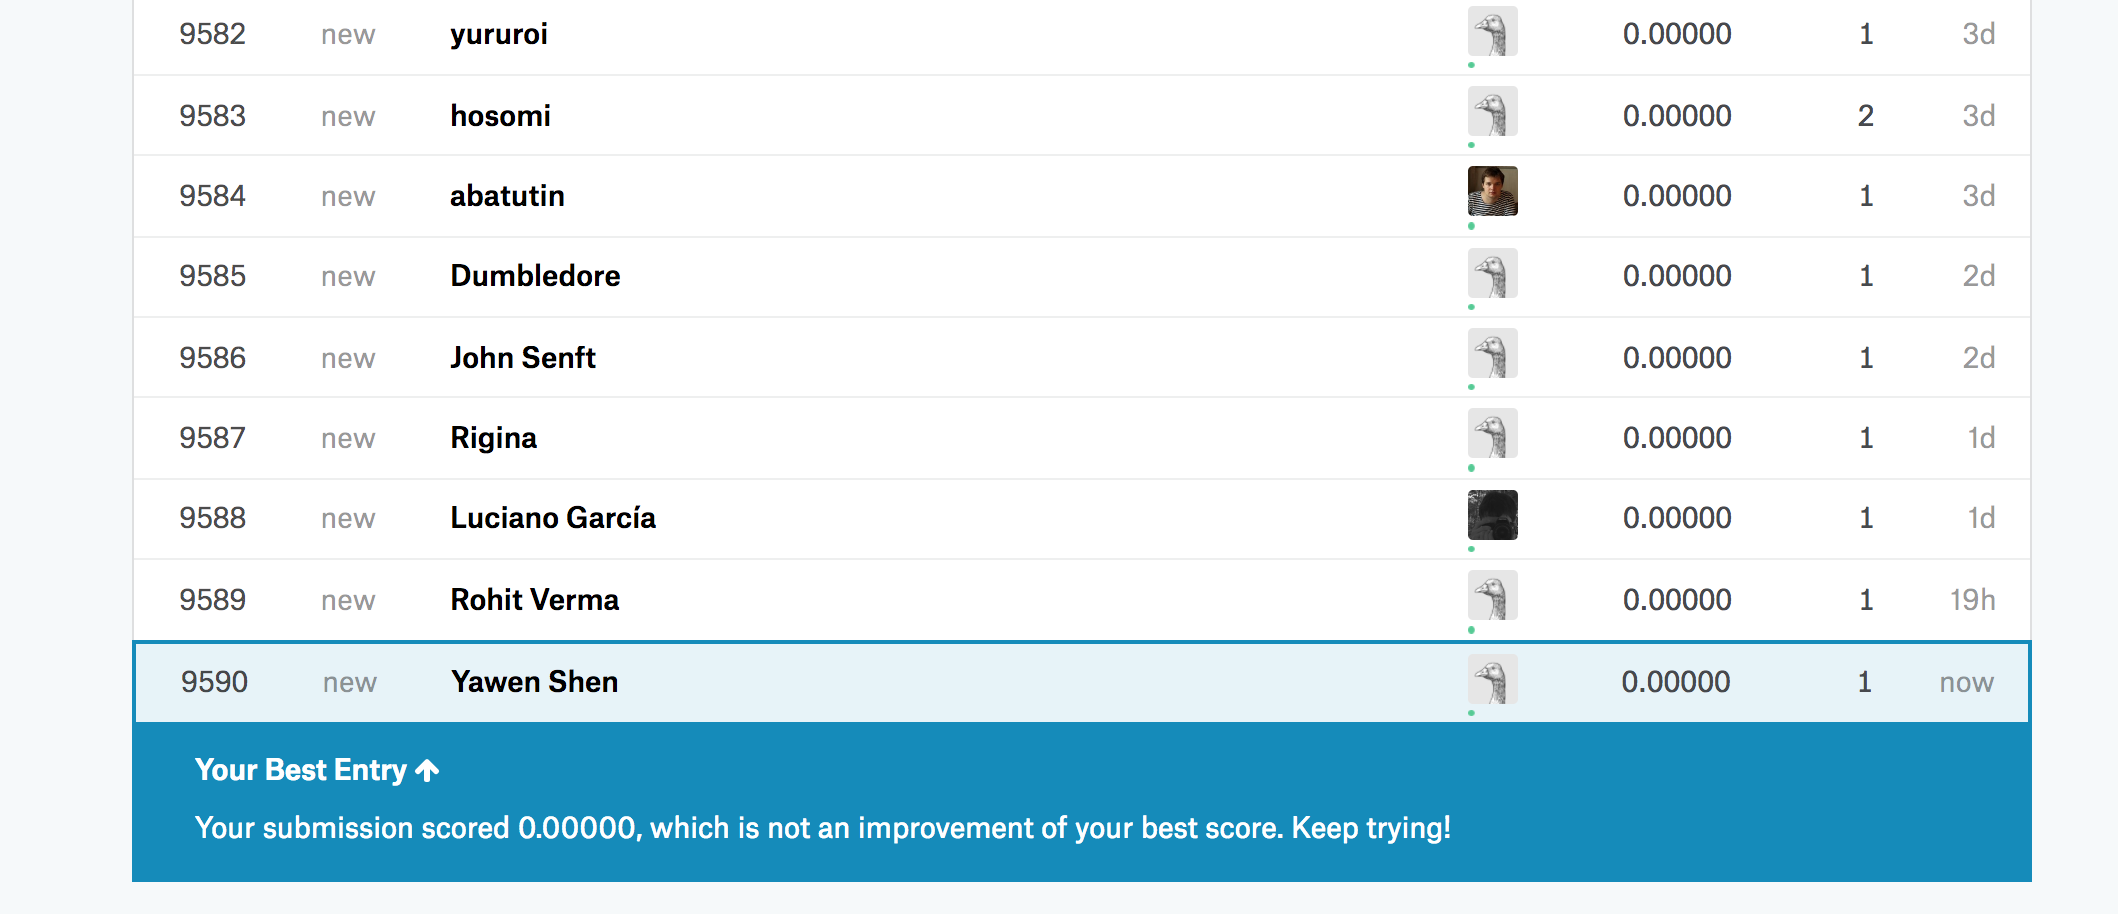 9582 new yururoi 0.00000 1 3d
9583 new hosomi 0.00000 2 3d
9584 new abatutin 0.00000 1 3d
9585 new Dumbledore 0.00000 1 2d
9586 new John Senft 0.00000 1 2d
9587 new Rigina 0.00000 1 1d
9588 new Luciano García 0.00000 1 1d
9589 new Rohit Verma 0.00000 1 19h
9590 new Yawen Shen 0.00000 1 now
Your Best Entry ↑
Your submission scored 0.00000, which is not an improvement of your best score. Keep trying!